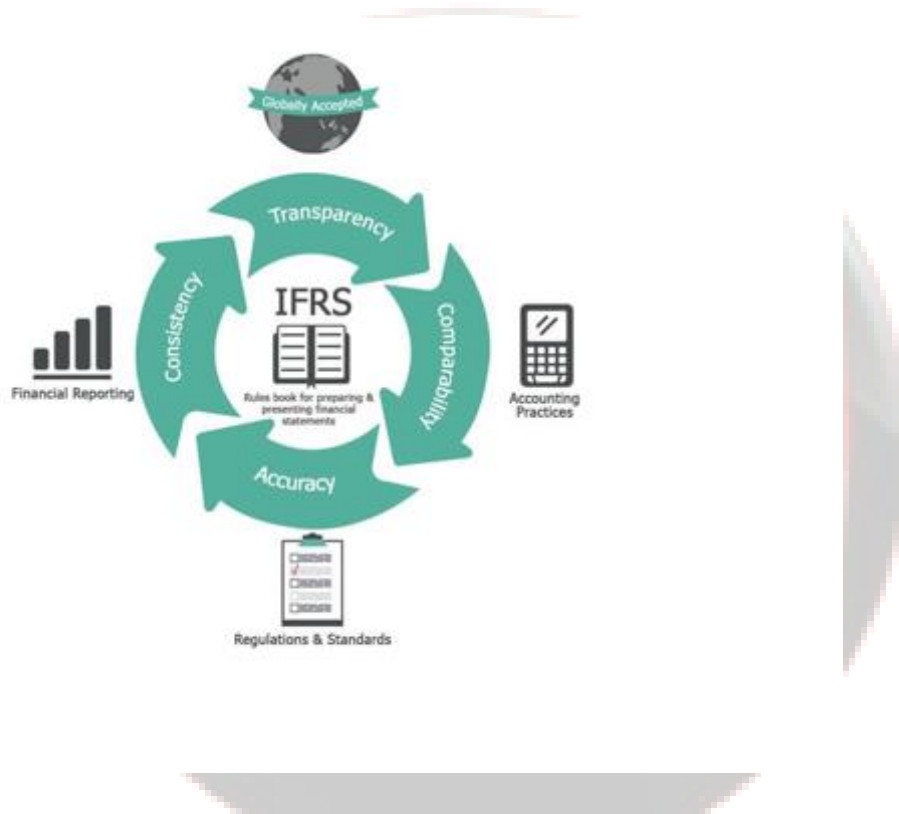 Globally Accepted
Transparency
IFRS
Comparability
Consistency
Rules book for preparing &
presenting financial
statements
Financial Reporting
Accounting
Practices
Accuracy
Regulations & Standards